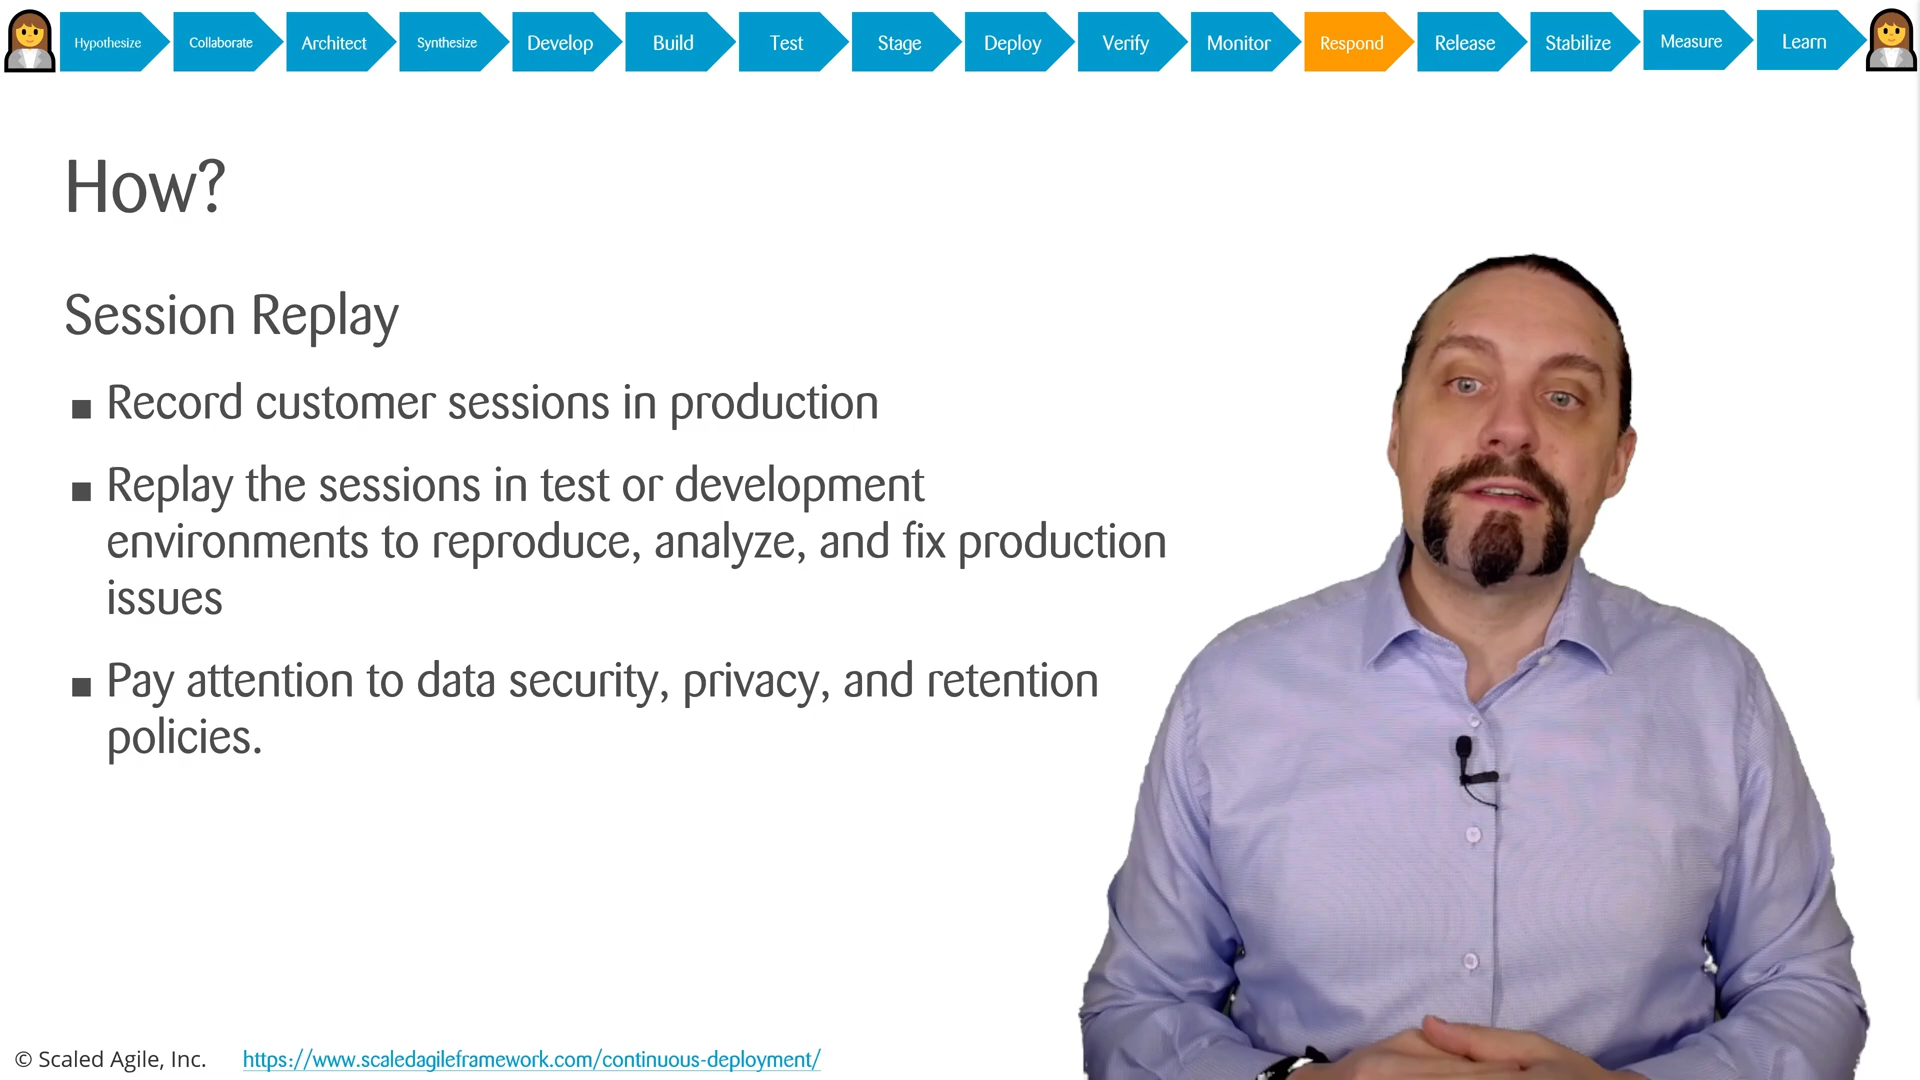 Hypothesize
Collaborate
Architect
Synthesize
Develop
Build
Test
Stage
Deploy
Verify
Monitor
Respond
Release
Stabilize
Measure
Learn
How?
Session Replay
■ Record customer sessions in production
■ Replay the sessions in test or development
environments to reproduce, analyze, and fix production
issues
■ Pay attention to data security, privacy, and retention
policies.
© Scaled Agile, Inc.
https://www.scaledagileframework.com/continuous-deployment/